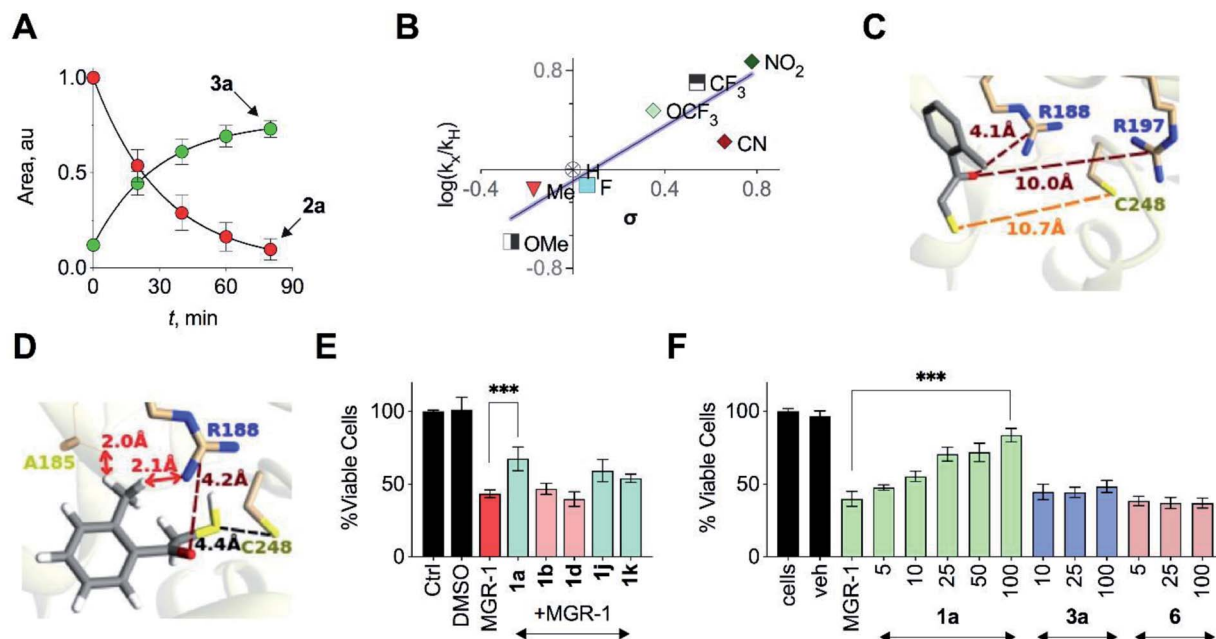 A
1.0
0.5
0.0
Area, au
0
30
60
90
t, min
3a
2a
B
0.8
-0.8
-0.4
0.4
0.8
log(kX/kH)
σ
NO2
CF3
OCF3
CN
H
Me
F
OMe
C
R188
4.1Å
R197
10.0Å
C248
10.7Å
D
R188
2.0Å
A185
2.1Å
4.2Å
4.4Å
C248
E
***
100
50
0
%Viable Cells
Ctrl
DMSO
MGR-1
1a
1b
1d
1j
1k
+MGR-1
F
***
100
50
0
% Viable Cells
cells
veh
MGR-1
5
10
25
50
100
10
25
100
5
25
100
1a
3a
6